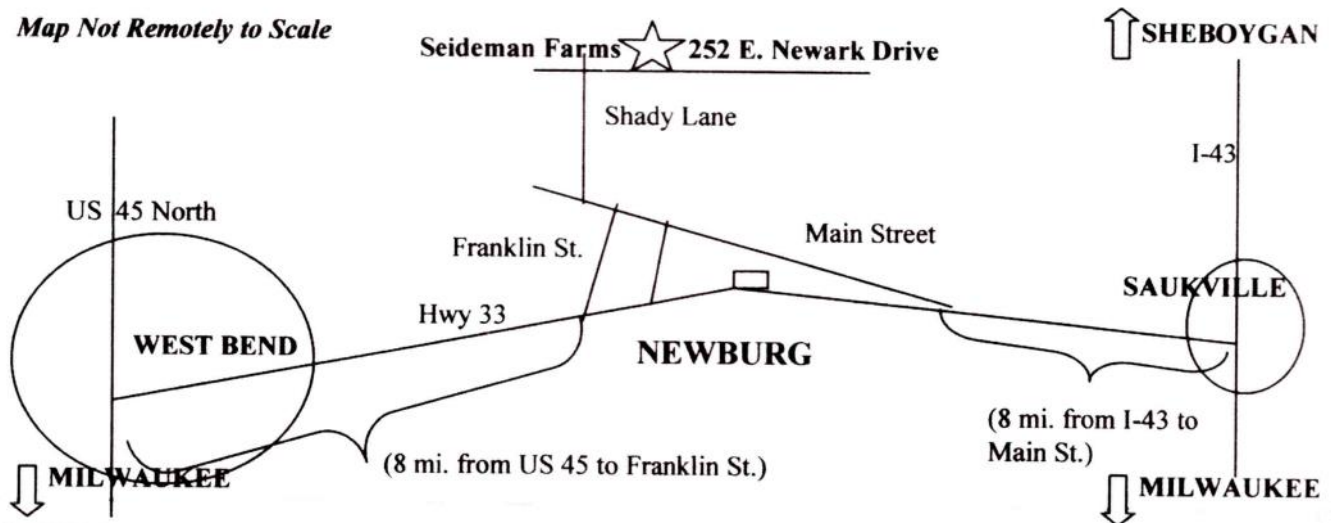 Map Not Remotely to Scale
Seideman Farms 252 E. Newark Drive
SHEBOYGAN
Shady Lane
I-43
US 45 North
Franklin St.
Main Street
SAUKVILLE
Hwy 33
WEST BEND
NEWBURG
(8 mi. from I-43 to
Main St.)
(8 mi. from US 45 to Franklin St.)
MILWAUKEE
MILWAUKEE